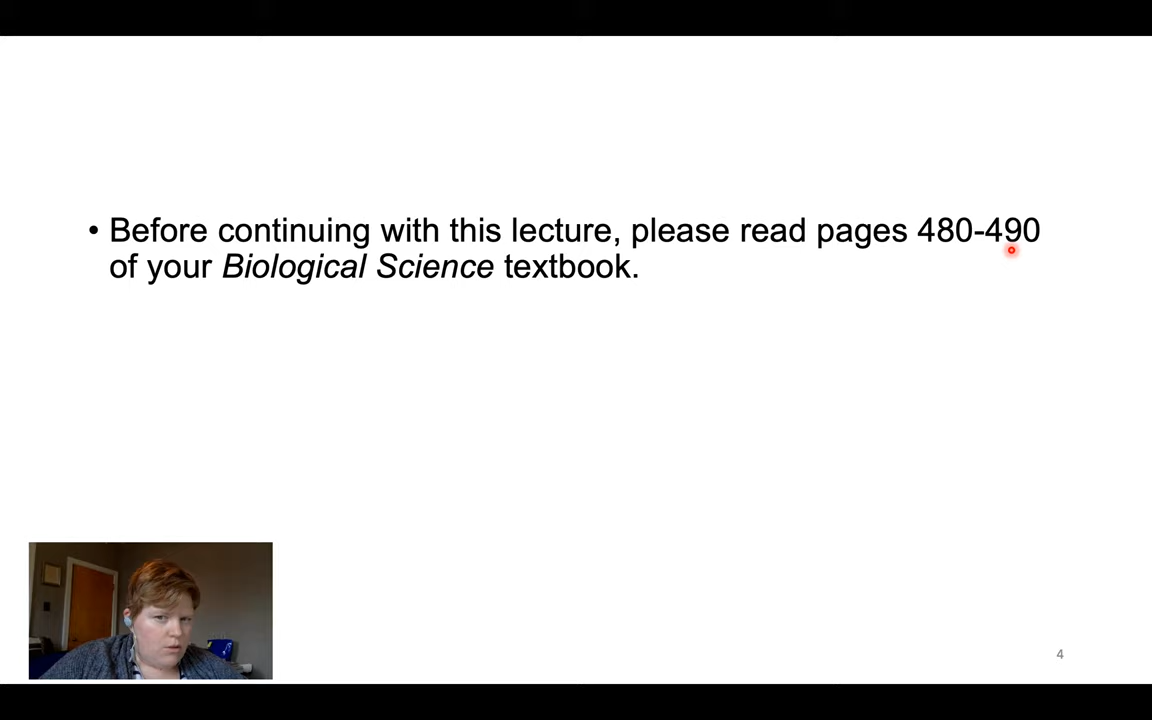 • Before continuing with this lecture, please read pages 480-490
of your Biological Science textbook.
4